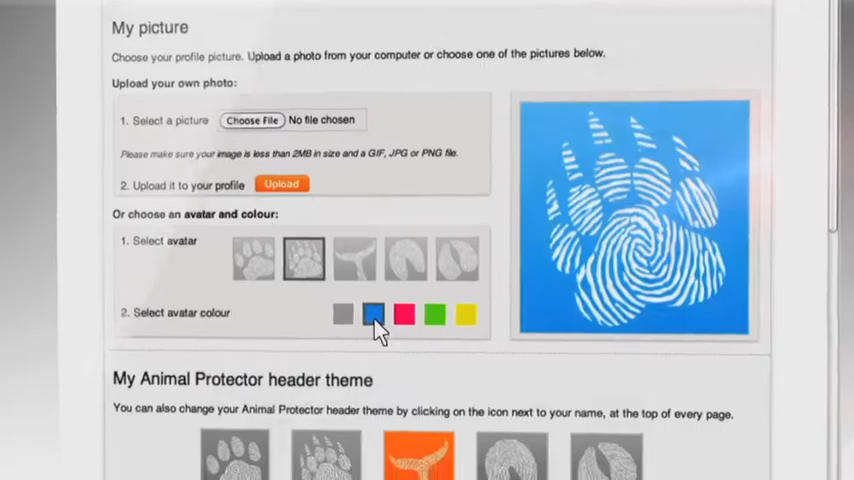 My picture
Choose your profile picture. Upload a photo from your computer or choose one of the pictures below.
Upload your own photo:
1. Select a picture Choose File No file chosen
Please make sure your image is less than 2MB in size and a GIF, JPG or PNG file.
2. Upload it to your profile Upload
Or choose an avatar and colour:
1. Select avatar
2. Select avatar colour
My Animal Protector header theme
You can also change your Animal Protector header theme by clicking on the icon next to your name, at the top of every page.